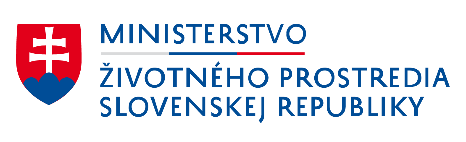 MINISTERSTVO
ŽIVOTNÉHO PROSTREDIA
SLOVENSKEJ REPUBLIKY